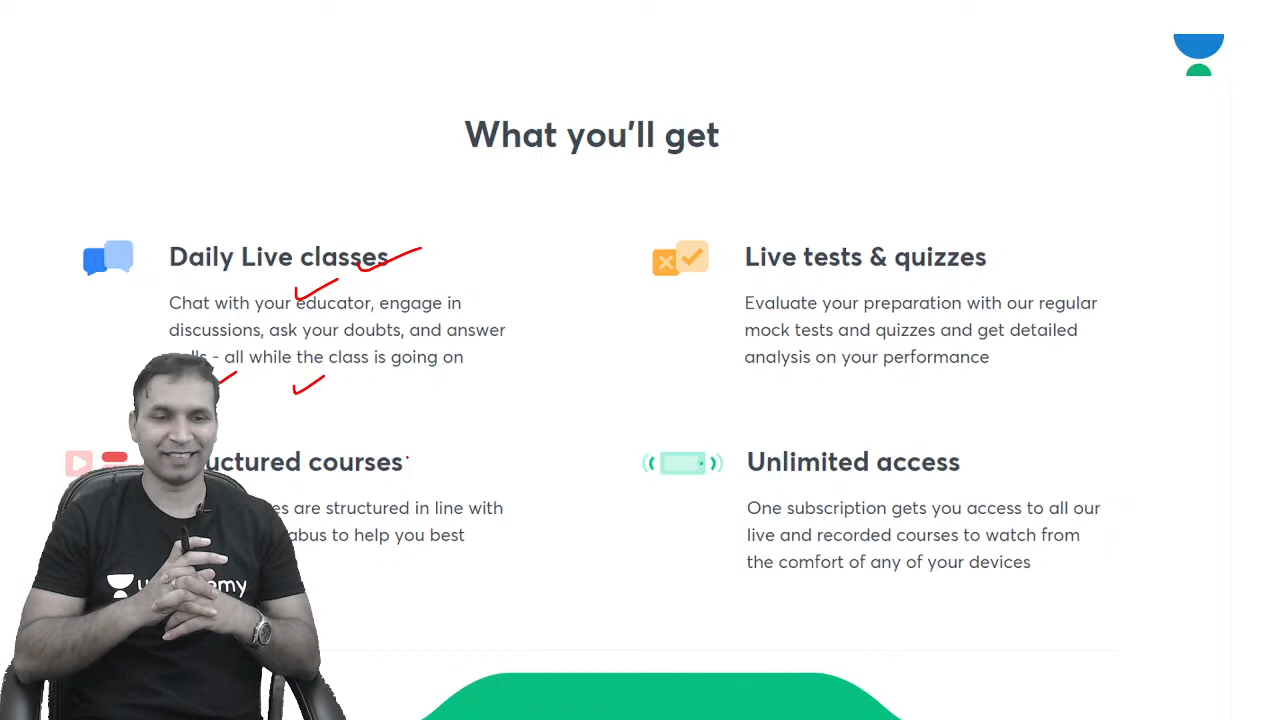 What you'll get
Daily Live classes
Chat with your educator, engage in
discussions, ask your doubts, and answer
- all while the class is going on
Live tests & quizzes
Evaluate your preparation with our regular
mock tests and quizzes and get detailed
analysis on your performance
courses
are structured in line with
to help you best
Unlimited access
One subscription gets you access to all our
live and recorded courses to watch from
the comfort of any of your devices